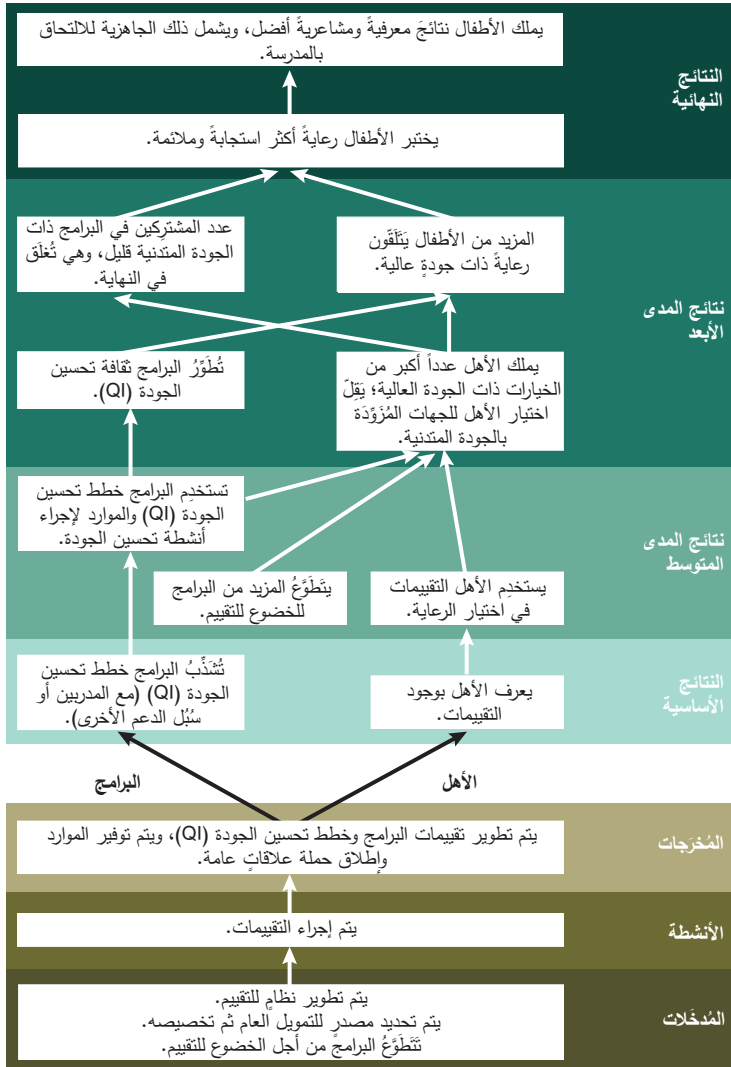 النتائج
النهائية
يملك الأطفال نتائجَ معرفيةً ومشاعريةً أفضل، ويشمل ذلك الجاهزية للالتحاق
بالمدرسة.
يختبر الأطفال رعايةً أكثر استجابةً وملائمة.
نتائج المدى
الأبعد
المزيد من الأطفال يَتَلَقّون
رعايةً ذات جودةٍ عالية.
عدد المشترِكين في البرامج ذات
الجودة المتدنية قليل، وهي تُغلَق
في النهاية.
يملك الأهل عدداً أكبر من
الخيارات ذات الجودة العالية؛ يَقِلّ
اختيار الأهل للجهات المُزَوِّدَة
بالجودة المتدنية.
تُطَوِّرُ البرامج ثقافة تحسين
الجودة (QI).
نتائج المدى
المتوسط
تستخدِم البرامج خطط تحسين
الجودة (QI) والموارد لإجراء
أنشطة تحسين الجودة.
يستخدِم الأهل التقييمات
في اختيار الرعاية.
يتَطَوَّعُ المزيد من البرامج
للخضوع للتقييم.
النتائج
الأساسية
يعرف الأهل بوجود
التقييمات.
تُشَذِّبُ البرامج خطط تحسين
الجودة (QI) (مع المدربين أو
سُبُل الدعم الأخرى).
الأهل
البرامج
المُخرَجات
يتم تطوير تقييمات البرامج وخطط تحسين الجودة (QI)، ويتم توفير الموارد
وإطلاق حملة علاقاتٍ عامة.
الأنشطة
يتم إجراء التقييمات.
المُدخَلات
يتم تطوير نظامٍ للتقييم.
يتم تحديد مصدرٍ للتمويل العام ثم تخصيصه.
تَتَطَوَّعُ البرامج من أجل الخضوع للتقييم.